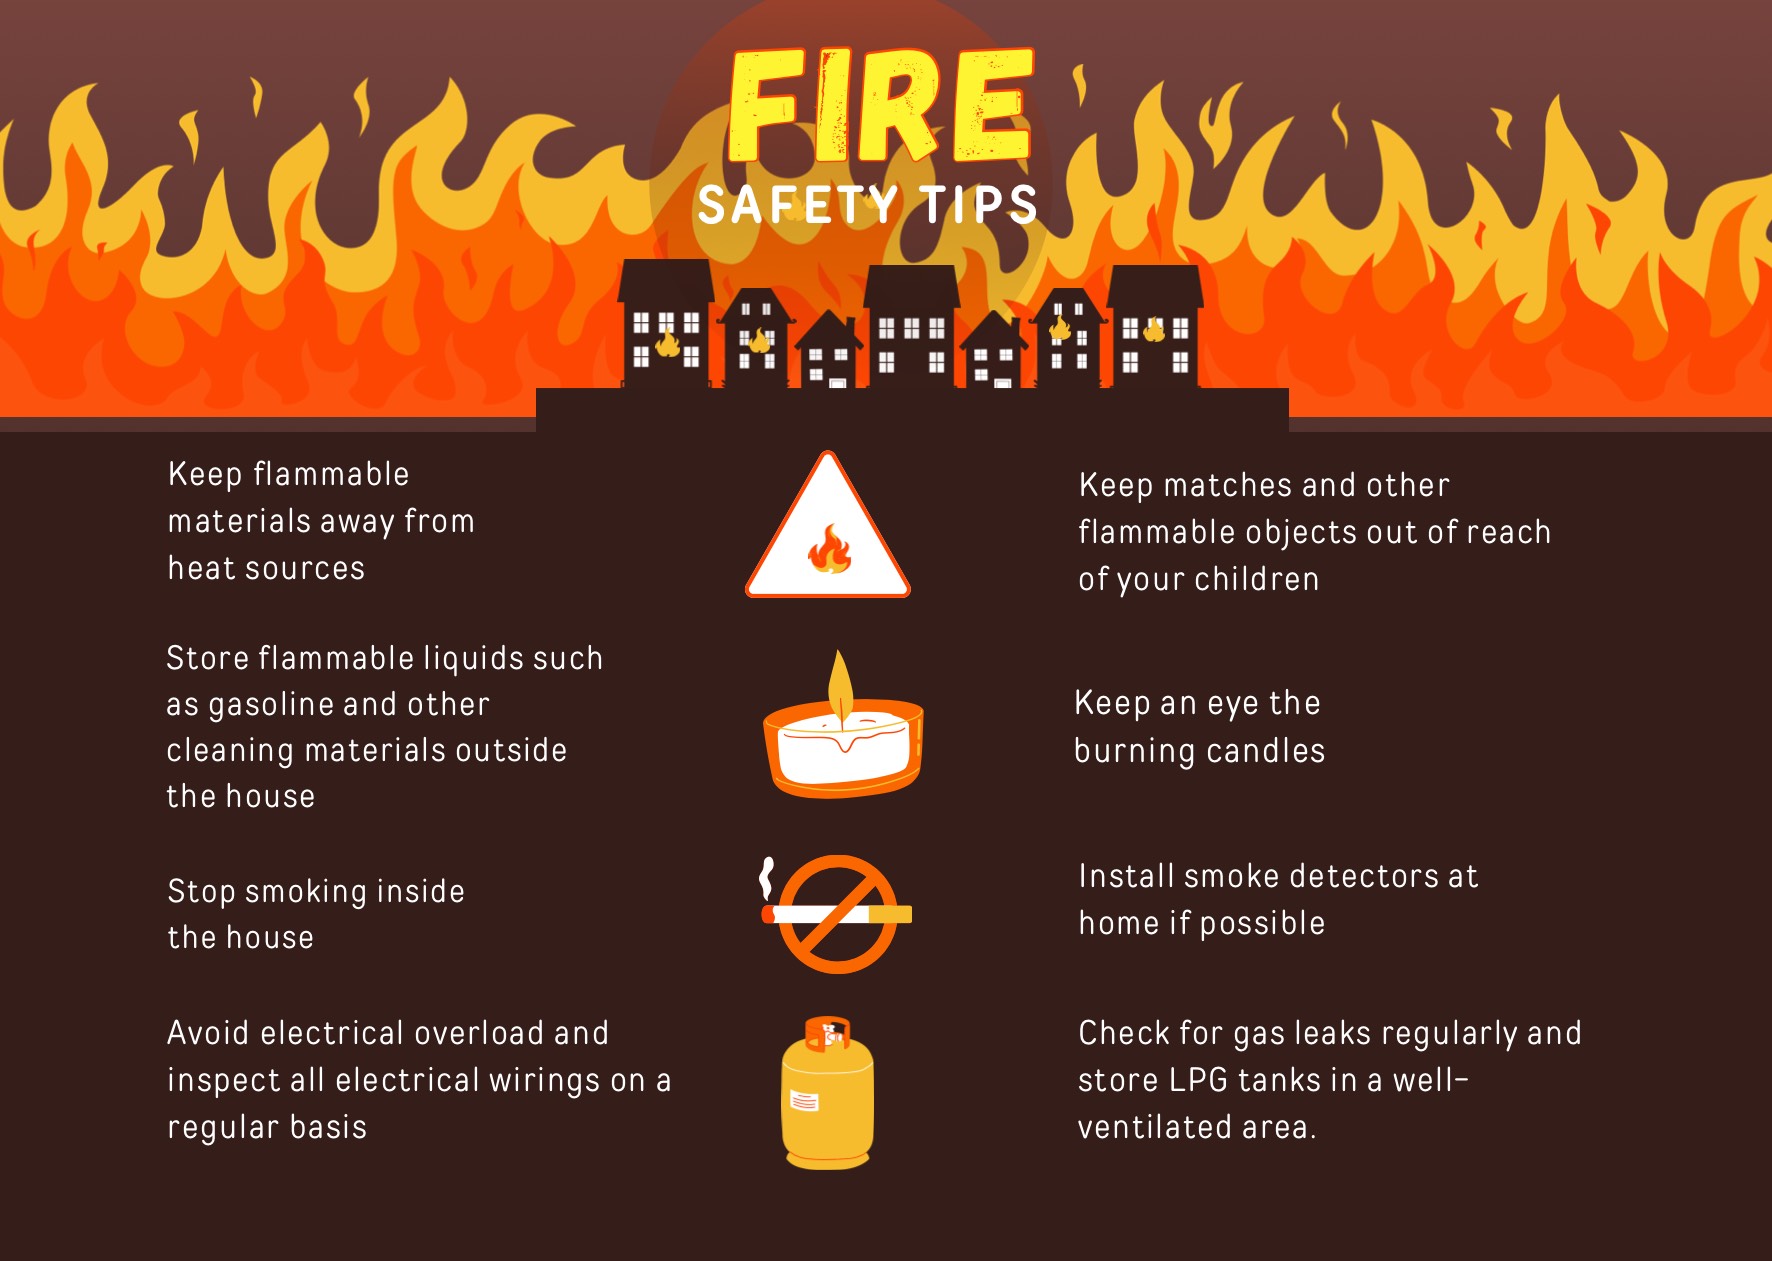 FIRE
SAFETY TIPS
Keep flammable
materials away from
heat sources
Store flammable liquids such
as gasoline and other
cleaning materials outside
the house
Stop smoking inside
the house
Avoid electrical overload and
inspect all electrical wirings on a
regular basis
Keep matches and other
flammable objects out of reach
of your children
Keep an eye the
burning candles
Install smoke detectors at
home if possible
Check for gas leaks regularly and
store LPG tanks in a well-
ventilated area.